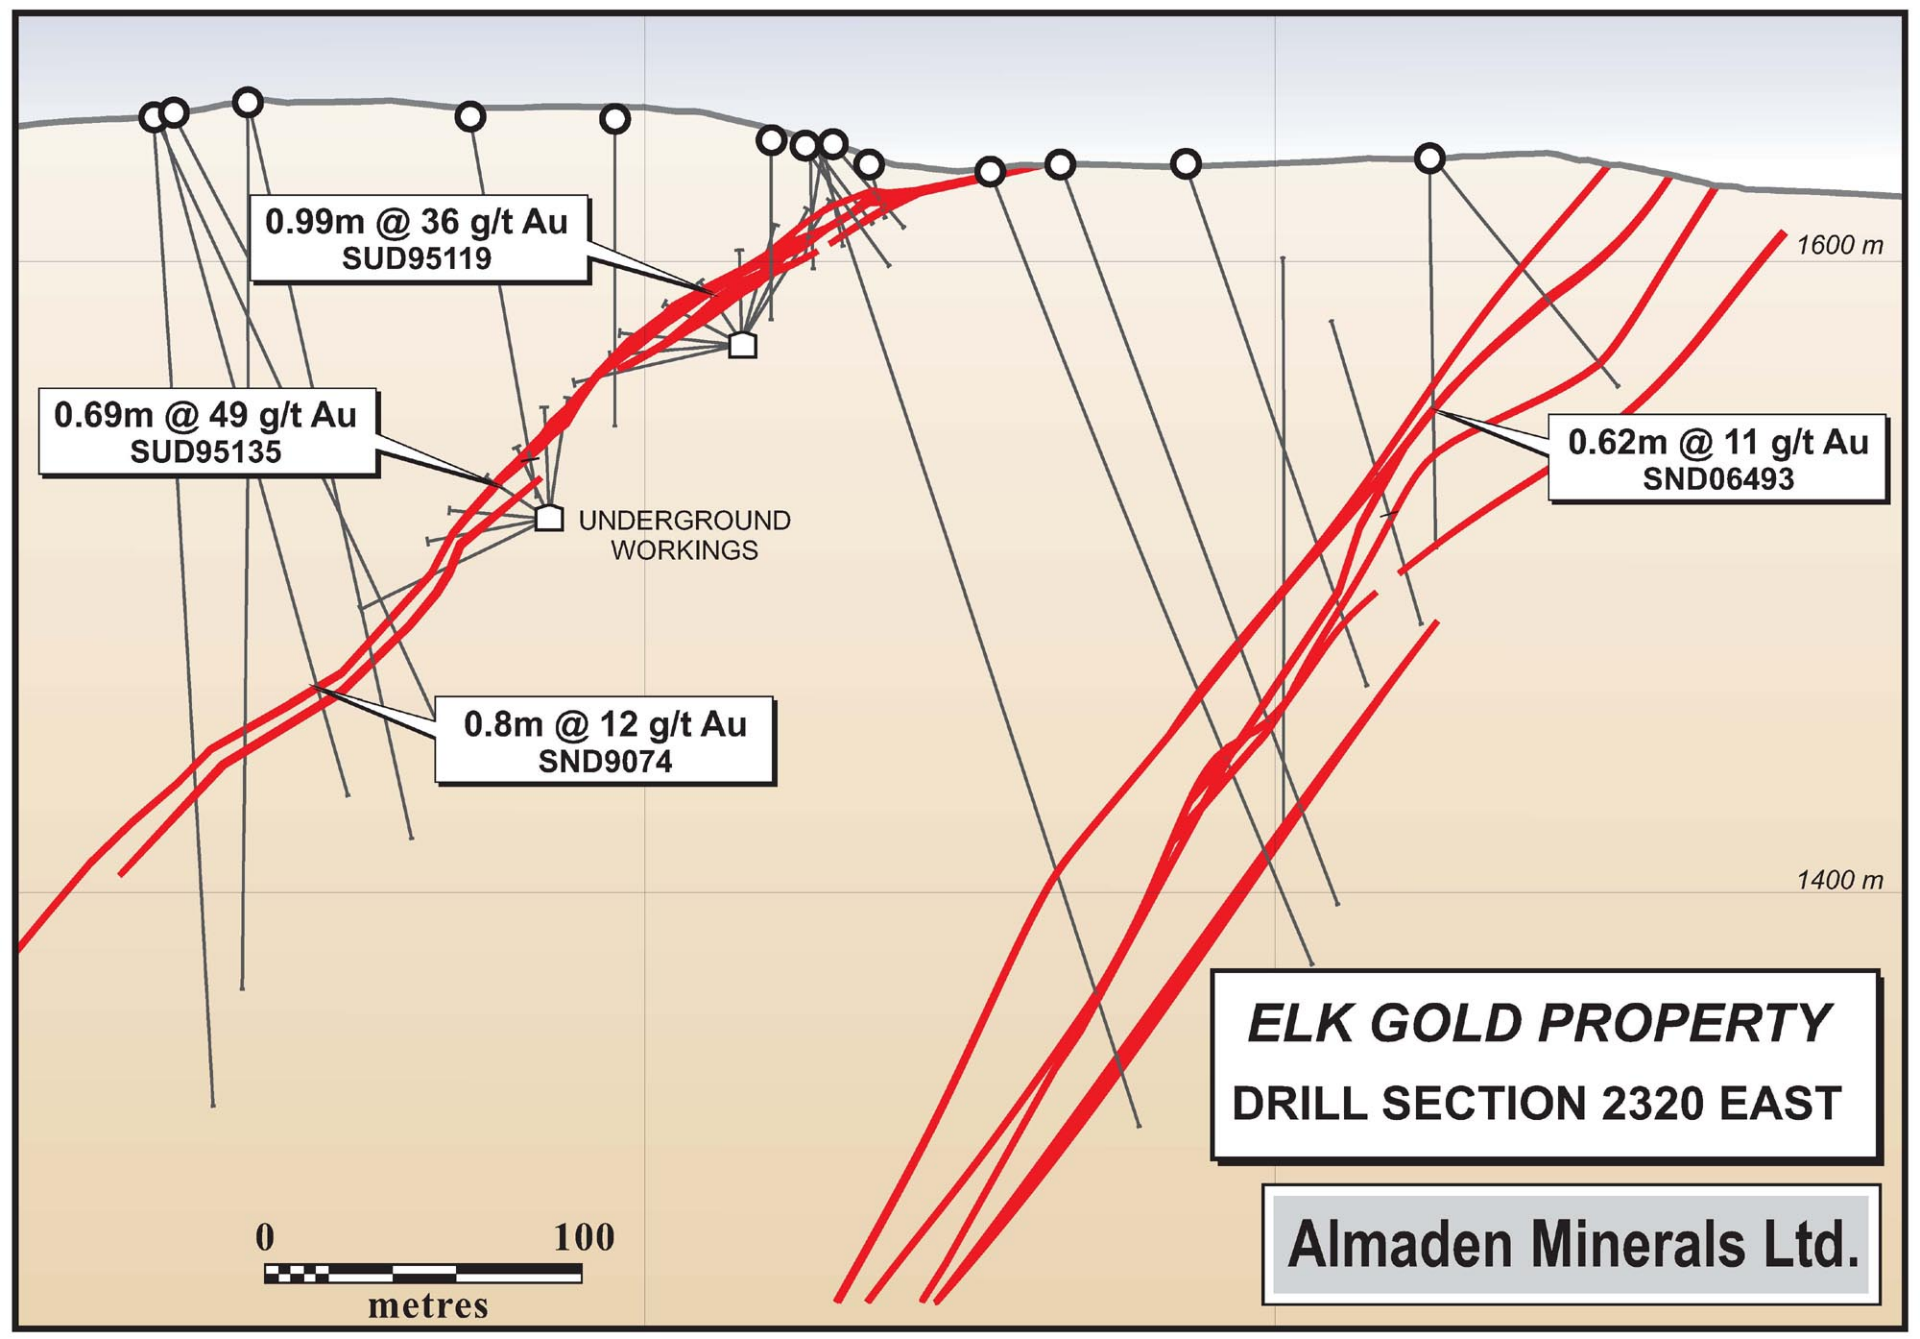 0.99m @ 36 g/t Au
SUD95119
1600 m
0.69m @ 49 g/t Au
SUD95135
0.62m @ 11 g/t Au
SND06493
UNDERGROUND
WORKINGS
0.8m @ 12 g/t Au
SND9074
1400 m
ELK GOLD PROPERTY
DRILL SECTION 2320 EAST
Almaden Minerals Ltd.
0 100
metres